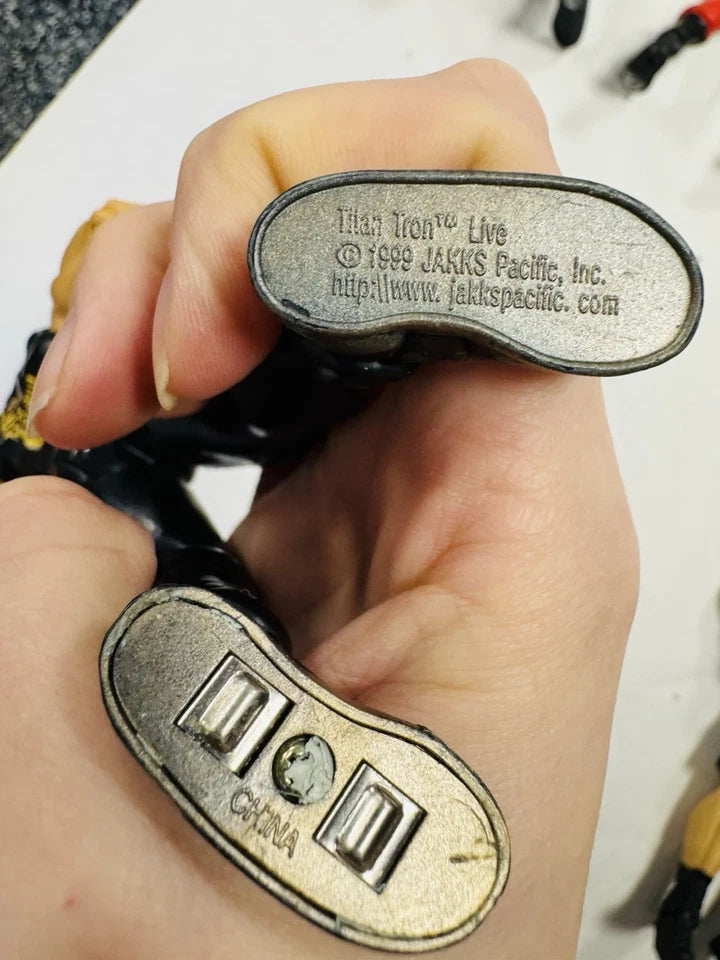 Titan Tron™ Live
© 1999 JAKKS Pacific, Inc.
http:\\www. jakkspacific. com
CHINA